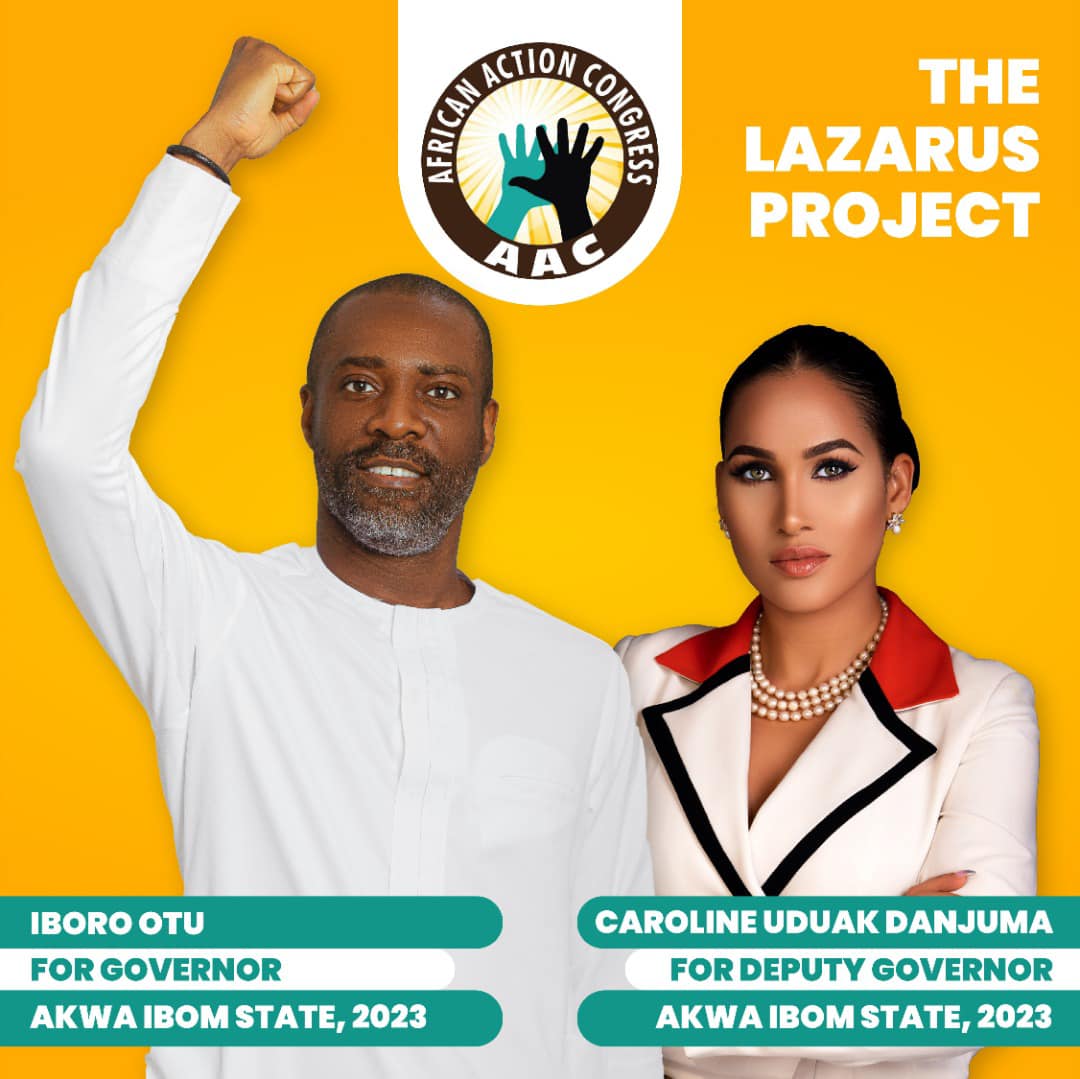 AFRICAN ACTION CONGRESS
AAC
THE
LAZARUS
PROJECT
IBORO OTU
FOR GOVERNOR
AKWA IBOM STATE, 2023
CAROLINE UDUAK DANJUMA
FOR DEPUTY GOVERNOR
AKWA IBOM STATE, 2023